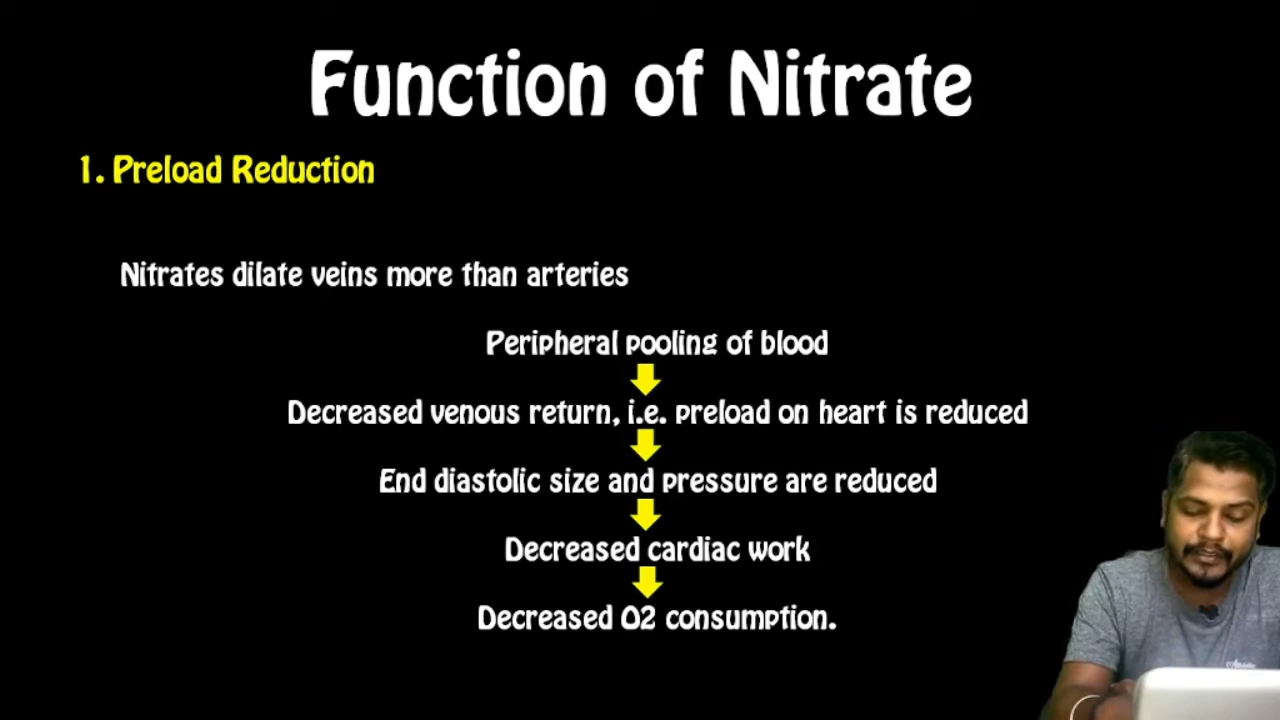 Function of Nitrate
1. Preload Reduction
Nitrates dilate veins more than arteries
Peripheral pooling of blood
Decreased venous return, i.e. preload on heart is reduced
End diastolic size and pressure are reduced
Decreased cardiac work
Decreased O2 consumption.